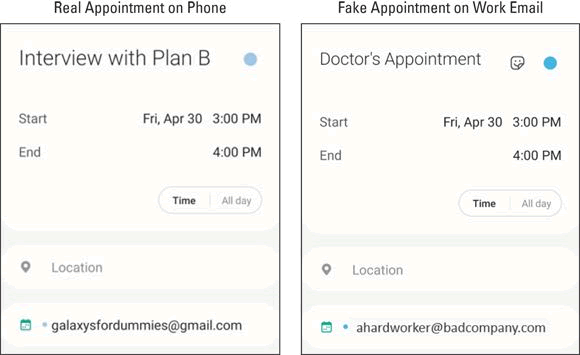 Real Appointment on Phone
Interview with Plan B
Start Fri, Apr 30 3:00 PM
End 4:00 PM
Time All day
Location
galaxysfordummies@gmail.com
Fake Appointment on Work Email
Doctor's Appointment
Start Fri, Apr 30 3:00 PM
End 4:00 PM
Time All day
Location
ahardworker@badcompany.com